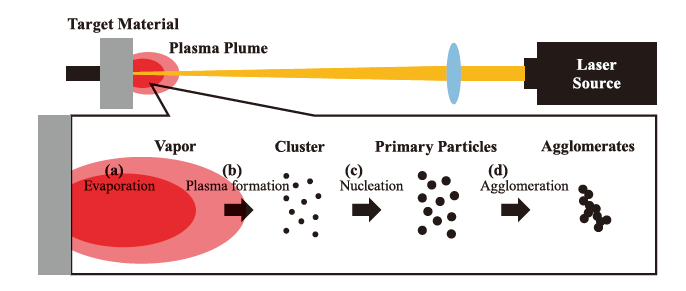 Target Material
Plasma Plume
Laser
Source
Vapor
Cluster
Primary Particles
Agglomerates
(a)
(b)
(c)
(d)
Evaporation
Plasma formation
Nucleation
Agglomeration